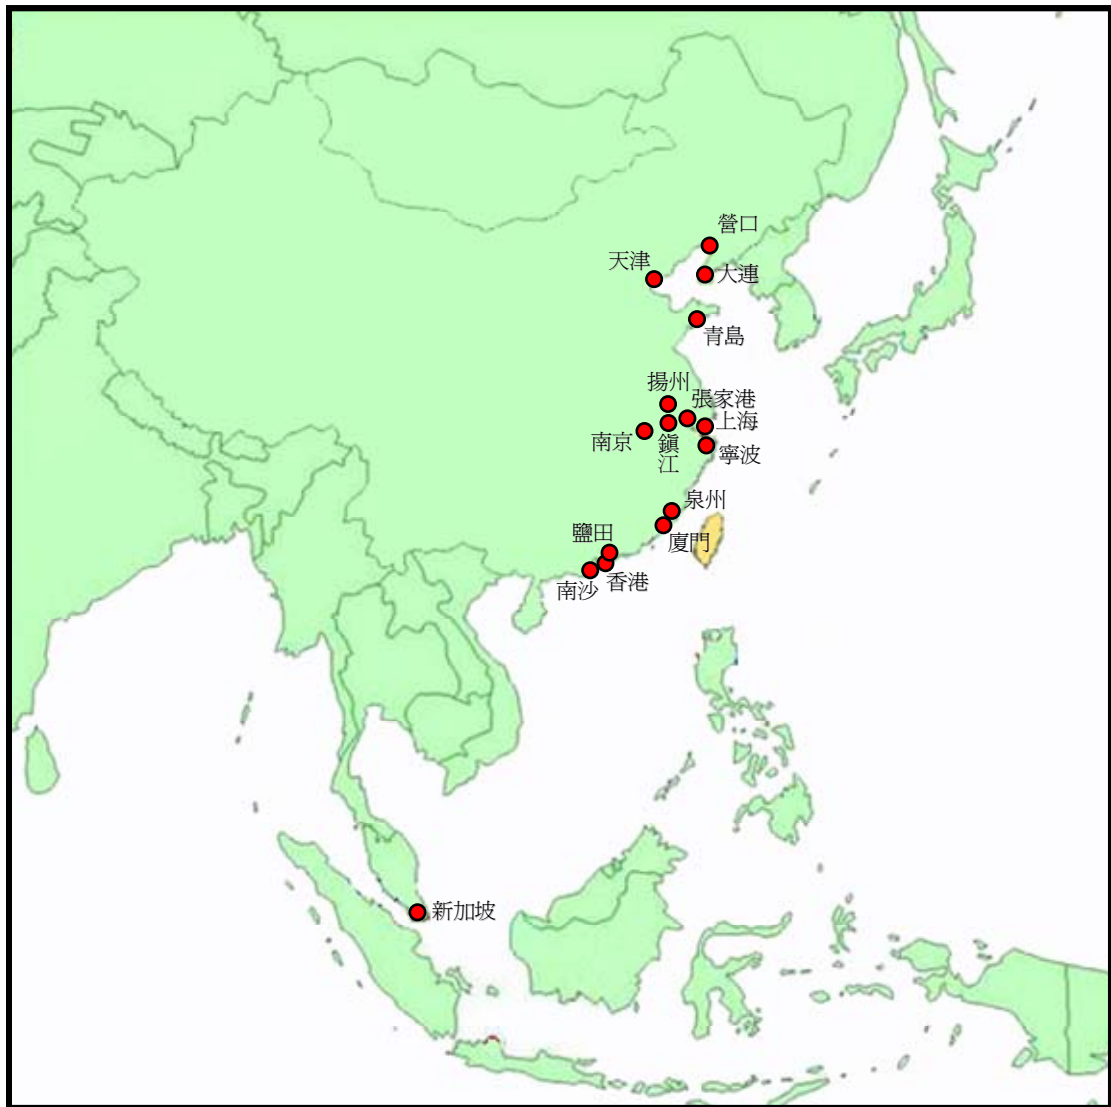 營口
天津
大連
青島
揚州
張家港
上海
南京
鎮江
寧波
泉州
廈門
鹽田
香港
南沙
新加坡